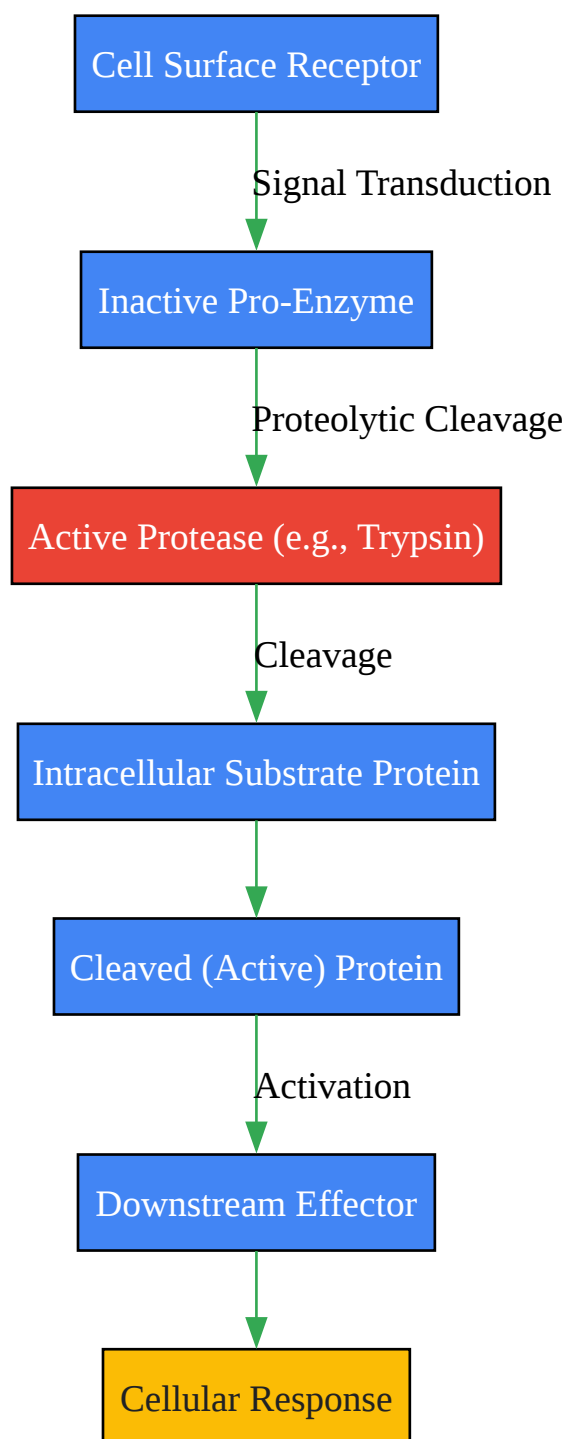 Cell Surface Receptor
Signal Transduction
Inactive Pro-Enzyme
Proteolytic Cleavage
Active Protease (e.g., Trypsin)
Cleavage
Intracellular Substrate Protein
Cleaved (Active) Protein
Activation
Downstream Effector
Cellular Response